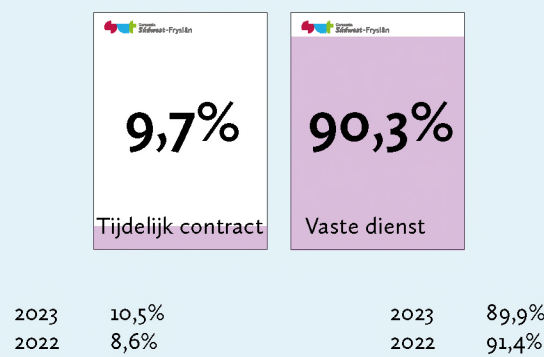 Gemeente
Súdwest-Fryslân
9,7%
Tijdelijk contract
Gemeente
Súdwest-Fryslân
90,3%
Vaste dienst
2023 10,5%
2022 8,6%
2023 89,9%
2022 91,4%